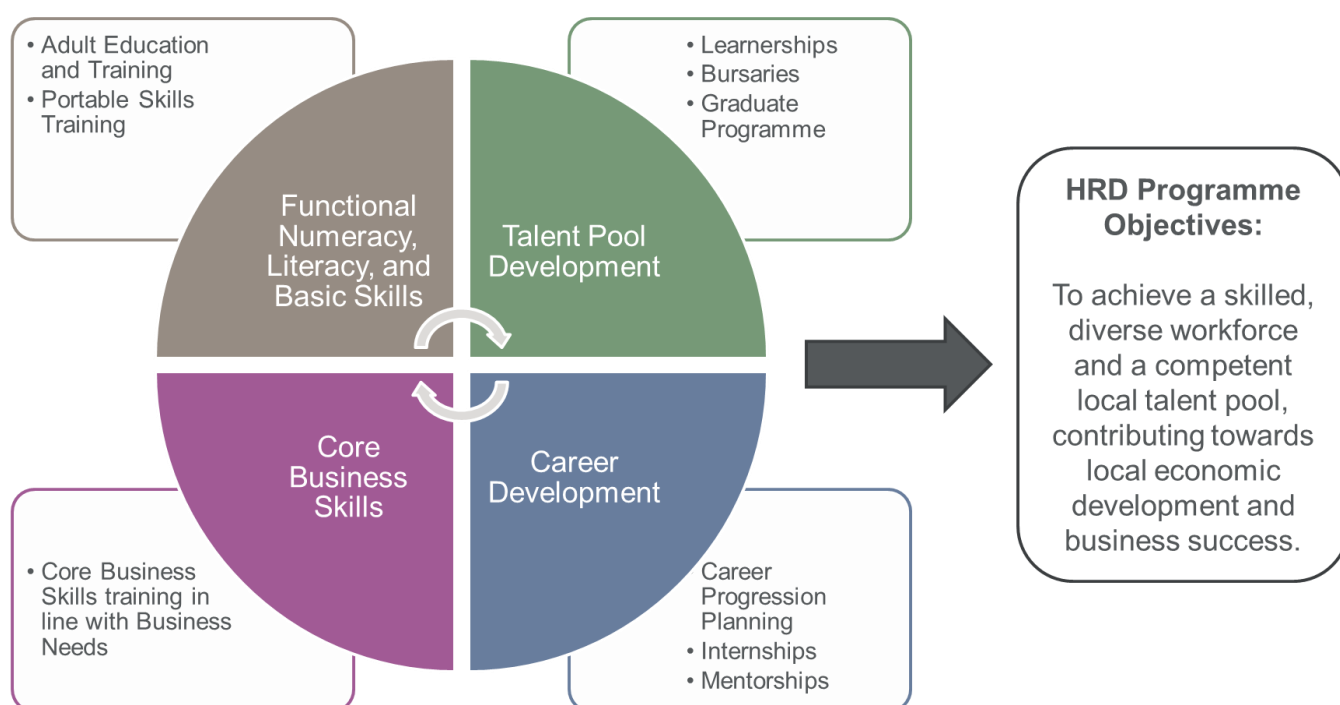 • Adult Education
and Training
• Portable Skills
Training
• Learnerships
• Bursaries
• Graduate
Programme
Functional
Numeracy,
Literacy, and
Basic Skills
Talent Pool
Development
Core
Business
Skills
Career
Development
• Core Business
Skills training in
line with Business
Needs
Career
Progression
Planning
• Internships
• Mentorships
HRD Programme
Objectives:
To achieve a skilled,
diverse workforce
and a competent
local talent pool,
contributing towards
local economic
development and
business success.